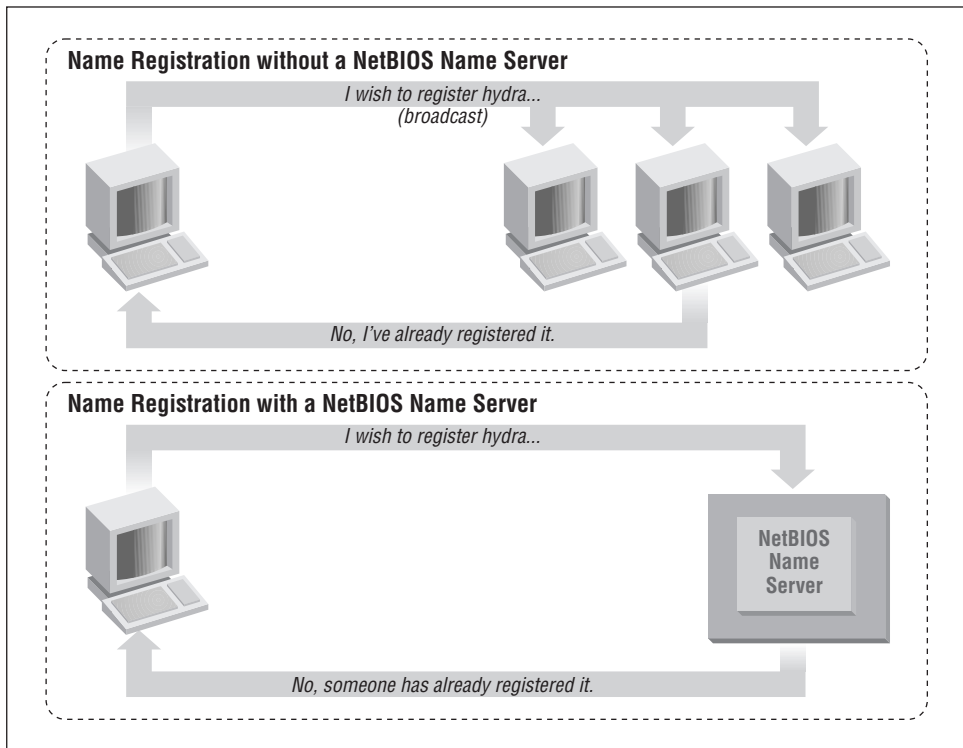 Name Registration without a NetBIOS Name Server
I wish to register hydra...
(broadcast)
No, I've already registered it.
Name Registration with a NetBIOS Name Server
I wish to register hydra...
NetBIOS
Name
Server
No, someone has already registered it.